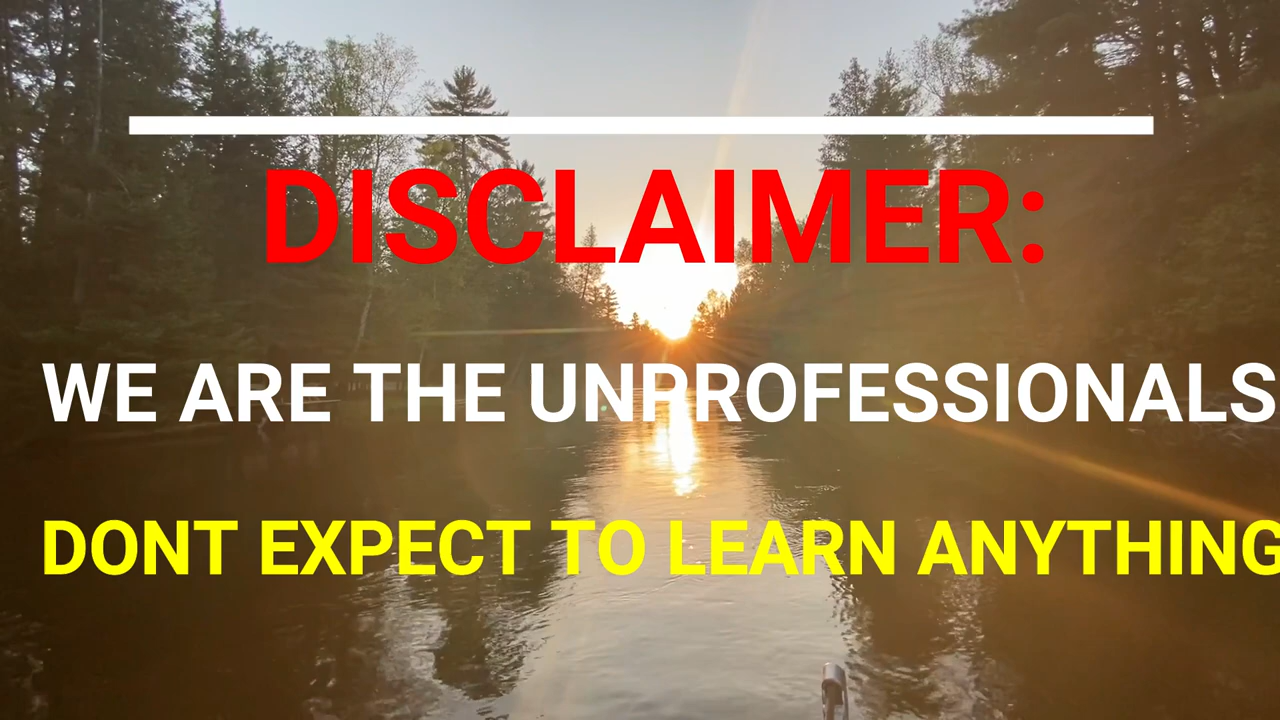 DISCLAIMER:
WE ARE THE UNPROFESSIONALS
DONT EXPECT TO LEARN ANYTHING